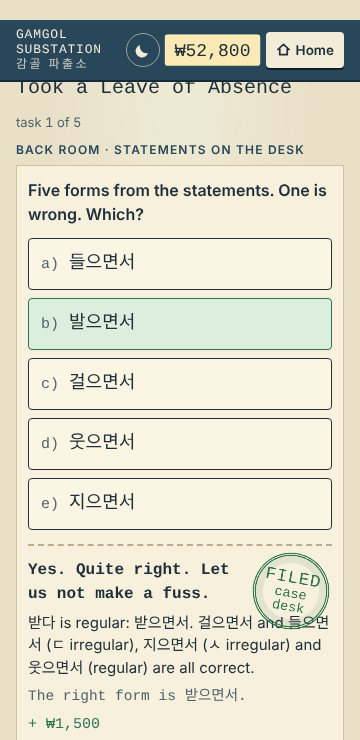 GAMGOL
SUBSTATION
감골 파출소
₩52,800
Home
Took a Leave of Absence
task 1 of 5
BACK ROOM · STATEMENTS ON THE DESK
Five forms from the statements. One is
wrong. Which?
a) 들으면서
b) 발으면서
c) 걸으면서
d) 웃으면서
e) 지으면서
Yes. Quite right. Let
us not make a fuss.
FILED
case
desk
받다 is regular: 받으면서. 걸으면서 and 들으면
서 (ㄷ irregular), 지으면서 (ㅅ irregular) and
웃으면서 (regular) are all correct.
The right form is 받으면서.
+ ₩1,500